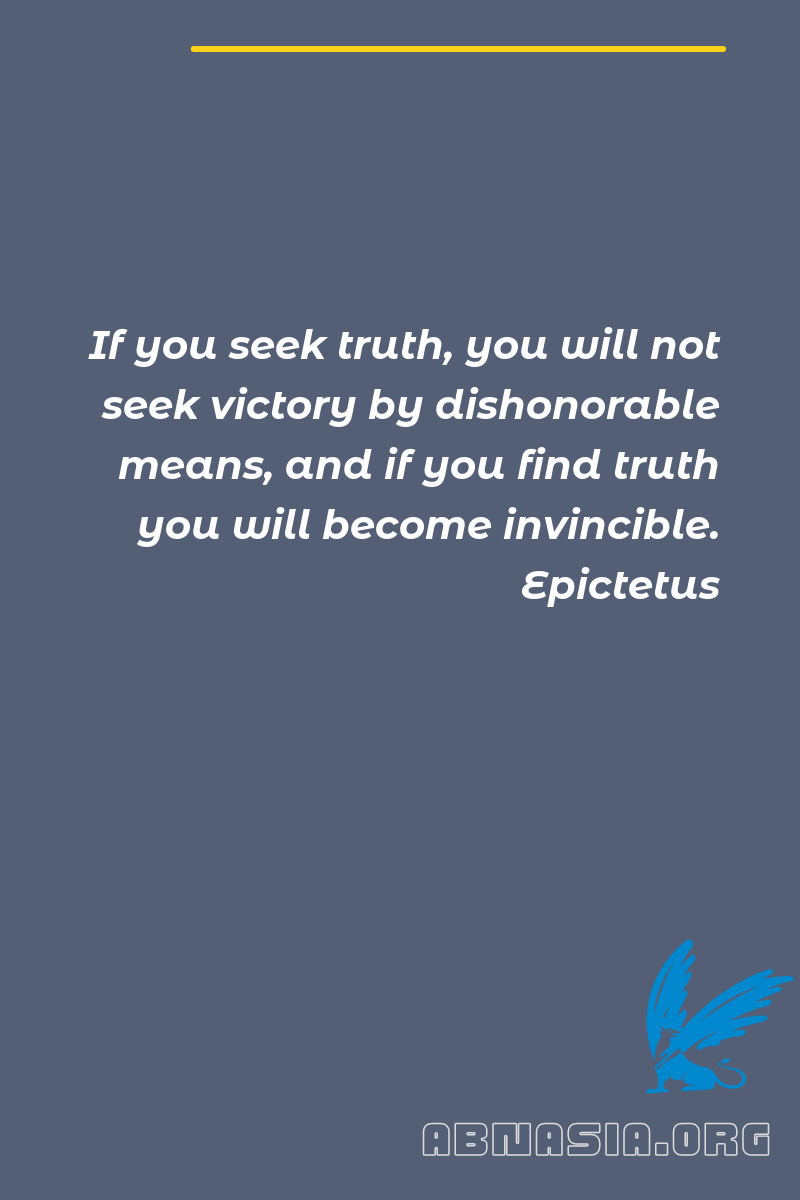 If you seek truth, you will not
seek victory by dishonorable
means, and if you find truth
you will become invincible.
Epictetus
ABNASIA.ORG